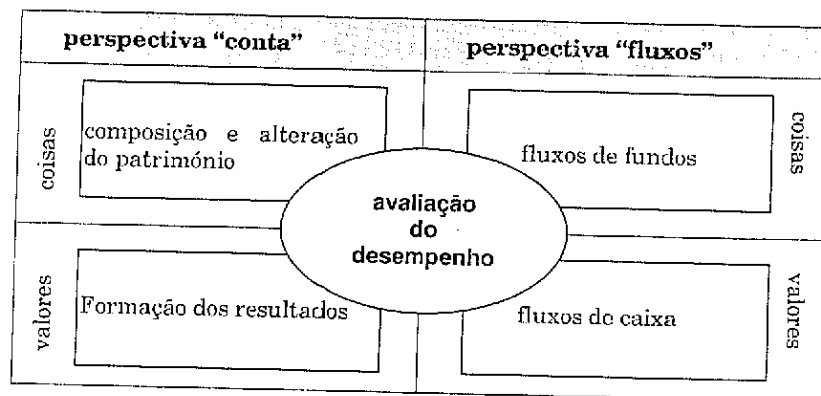 perspectiva “conta”
perspectiva “fluxos”
coisas
composição e alteração
do património
fluxos de fundos
coisas
avaliação
do
desempenho
valores
Formação dos resultados
fluxos de caixa
valores